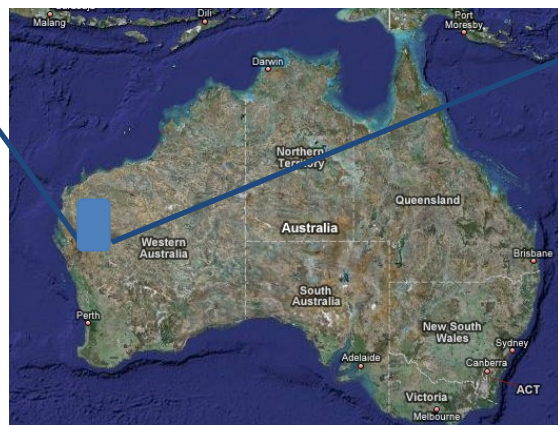 Malang
Dili
Port
Moresby
Darwin
Northern
Territory
Queensland
Western
Australia
Australia
Brisbane
South
Australia
Perth
New South
Wales
Sydney
Adelaide
Canberra
ACT
Victoria
Melbourne